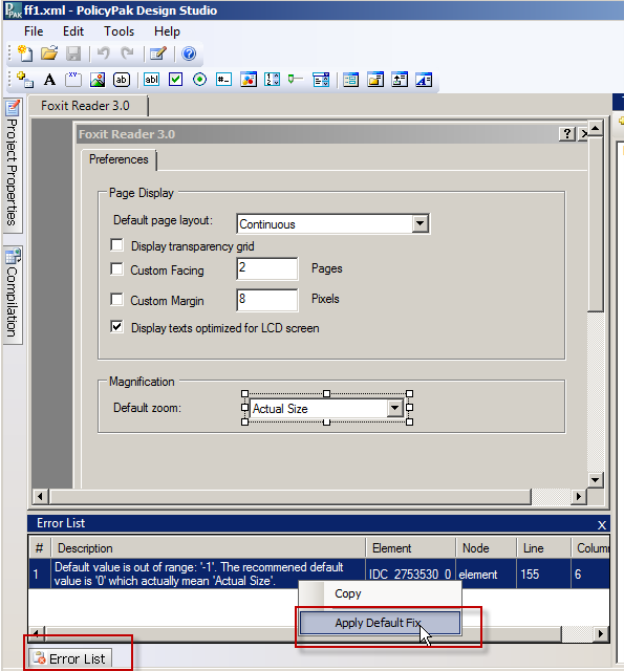 ff1.xml - PolicyPak Design Studio
File Edit Tools Help
Foxit Reader 3.0
Project Properties
Compilation
Foxit Reader 3.0
Preferences
Page Display
Default page layout: Continuous
Display transparency grid
Custom Facing 2 Pages
Custom Margin 8 Pixels
Display texts optimized for LCD screen
Magnification
Default zoom: Actual Size
Error List X
# Description Element Node Line Colum
1 Default value is out of range: '-1'. The recommened default IDC_2753530_0 element 155 6
value is '0' which actually mean 'Actual Size'.
Copy
Apply Default Fix
Error List